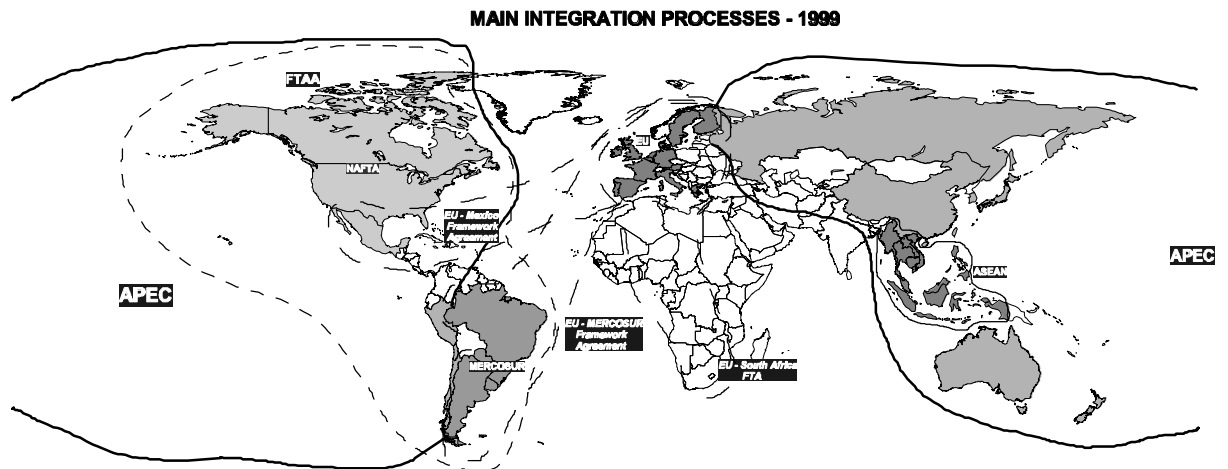 MAIN INTEGRATION PROCESSES - 1999
FTAA
NAFTA
EU
EU - Mexico
Framework
Agreement
APEC
APEC
ASEAN
EU - MERCOSUR
Framework
Agreement
MERCOSUR
EU - South Africa
FTA